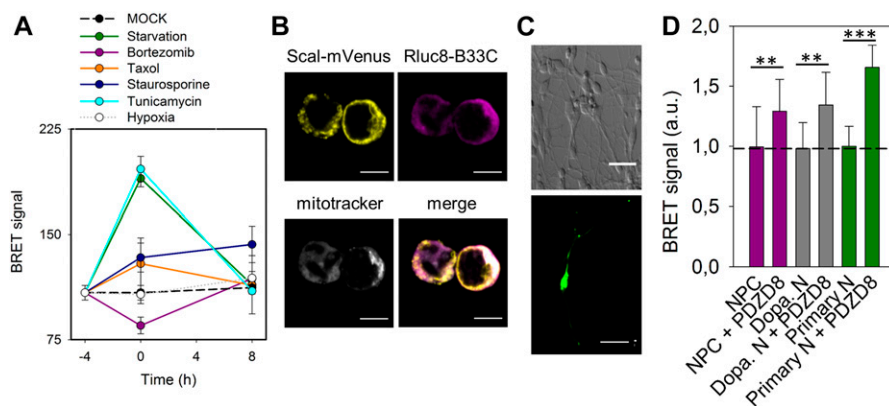 A
MOCK
Starvation
Bortezomib
Taxol
Staurosporine
Tunicamycin
Hypoxia
225
150
75
BRET signal
-4
0
8
Time (h)
B
Scal-mVenus
Rluc8-B33C
mitotracker
merge
C
D
**
**
***
2,0
1,5
1,0
0,5
0,0
BRET signal (a.u.)
NPC
NPC + PDZD8
Dopa. N
Dopa. N + PDZD8
Primary N
Primary N + PDZD8